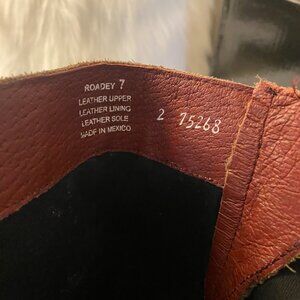 ROADEY 7
LEATHER UPPER
LEATHER LINING
LEATHER SOLE
MADE IN MEXICO
2 75268